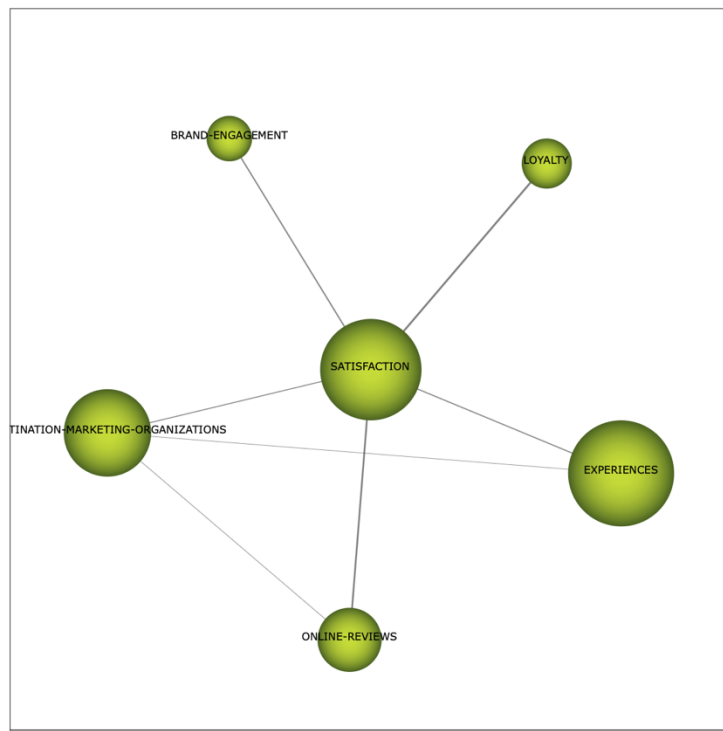 BRAND-ENGAGEMENT
LOYALTY
SATISFACTION
TINATION-MARKETING-ORGANIZATIONS
EXPERIENCES
ONLINE-REVIEWS